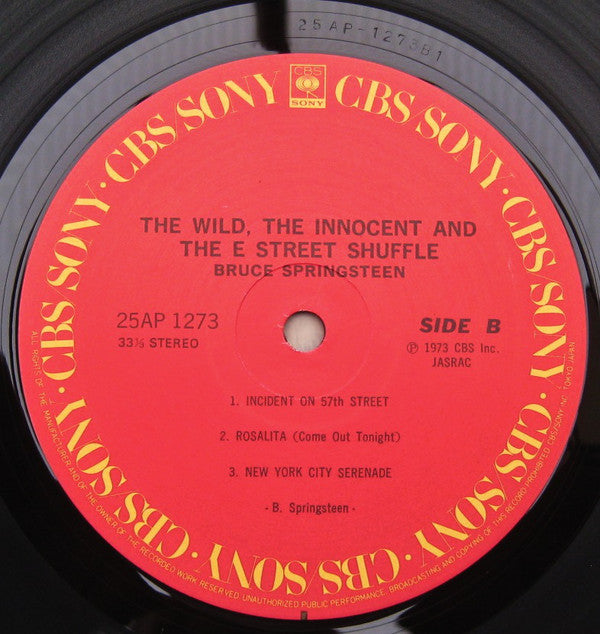 25AP-1273B1
CBS/SONY · CBS/SONY · CBS/SONY · CBS/SONY · CBS/SONY · CBS/SONY · CBS/SONY · CBS/SONY
CBS
SONY
THE WILD, THE INNOCENT AND
THE E STREET SHUFFLE
BRUCE SPRINGSTEEN
25AP 1273
33⅓ STEREO
SIDE B
Ⓟ 1973 CBS Inc.
JASRAC
1. INCIDENT ON 57th STREET
2. ROSALITA (Come Out Tonight)
3. NEW YORK CITY SERENADE
- B. Springsteen -
ALL RIGHTS OF THE MANUFACTURER AND OF THE OWNER OF THE RECORDED WORK RESERVED. UNAUTHORIZED PUBLIC PERFORMANCE, BROADCASTING AND COPYING OF THIS RECORD PROHIBITED. CBS/SONY INC. TOKYO JAPAN